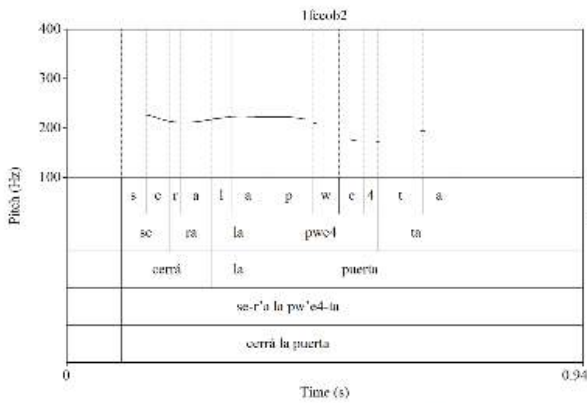 1fccob2
400
300
200
100
Pitch (Hz)
s e r a l a p w e 4 t a
se ra la pwe4 ta
cerrá la puerta
se-r'a la pw'e4-ta
cerrá la puerta
0 0.94
Time (s)